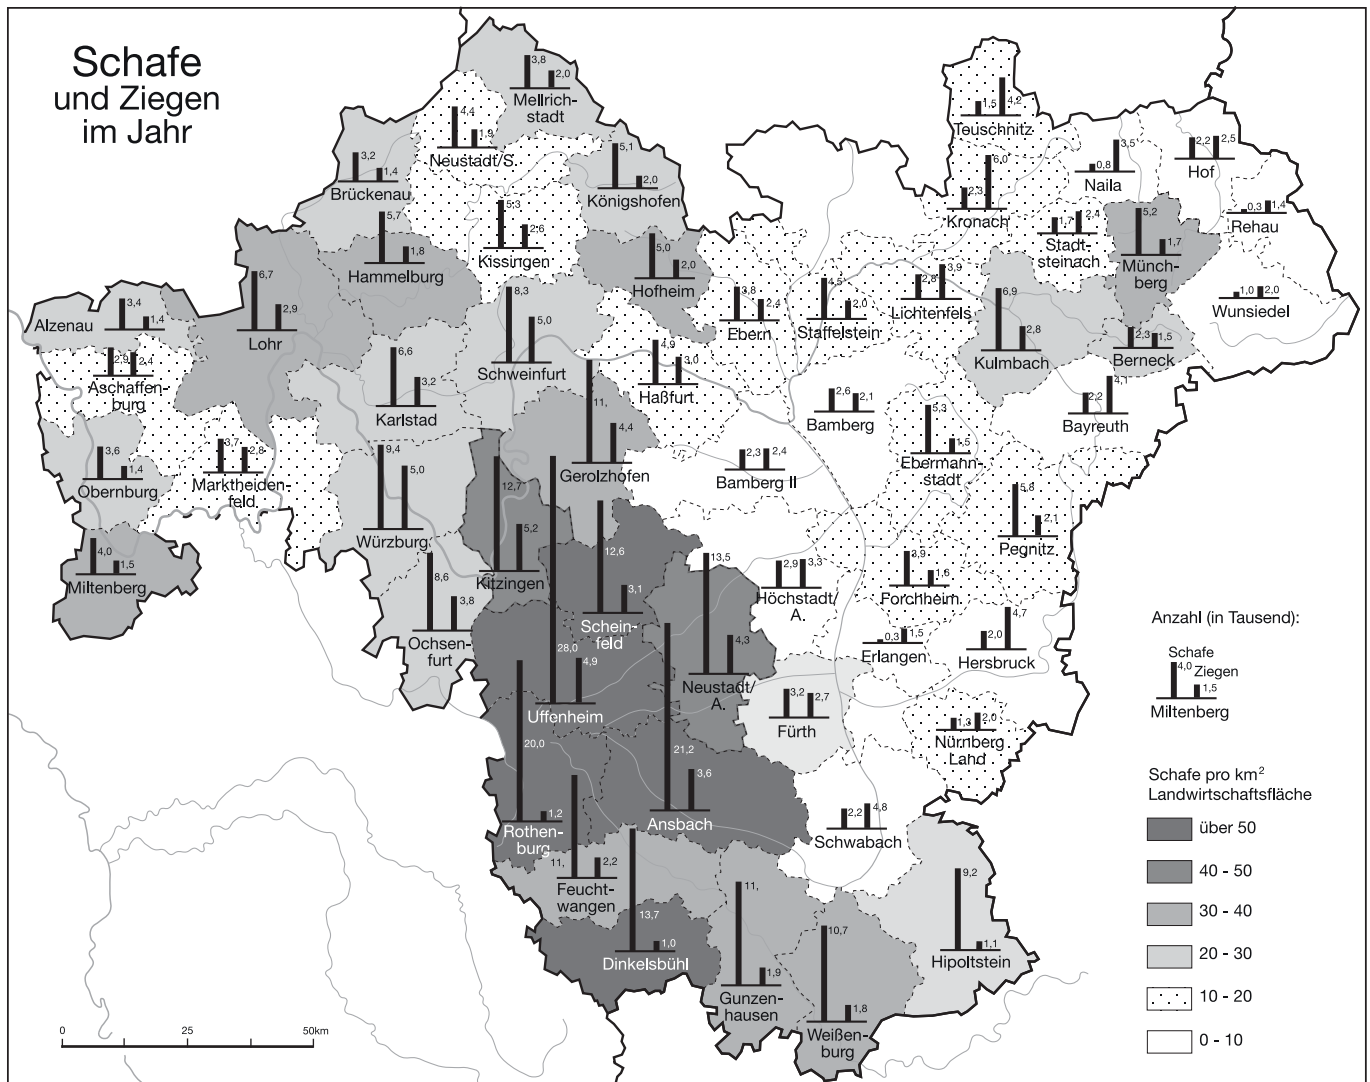 Schafe
und Ziegen
im Jahr
3,8
2,0
Mellrich-
stadt
4,4
1,9
Neustadt/S.
3,2
1,4
Brückenau
5,1
2,0
Königshofen
5,3
2,6
Kissingen
5,7
1,8
Hammelburg
5,0
2,0
Hofheim
6,7
2,9
Lohr
3,4
1,4
Alzenau
2,9
2,4
Aschaffen-
burg
3,6
1,4
Obernburg
3,7
2,8
Marktheiden-
feld
4,0
1,5
Miltenberg
6,6
3,2
Karlstad
8,3
5,0
Schweinfurt
4,9
3,0
Haßfurt
3,8
2,4
Ebern
4,5
2,0
Staffelstein
2,8
3,9
Lichtenfels
1,5
4,2
Teuschnitz
2,3
6,0
Kronach
1,7
2,4
Stadt-
steinach
0,8
3,5
Naila
2,2
2,5
Hof
0,3
1,4
Rehau
5,2
1,7
Münch-
berg
1,0
2,0
Wunsiedel
6,9
2,8
Kulmbach
2,3
1,5
Berneck
2,2
4,1
Bayreuth
2,6
2,1
Bamberg
2,3
2,4
Bamberg II
5,3
1,5
Ebermann-
stadt
5,8
2,1
Pegnitz
11,
4,4
Gerolzhofen
9,4
5,0
Würzburg
12,7
5,2
Kitzingen
8,6
3,8
Ochsen-
furt
12,6
3,1
Schein-
feld
13,5
4,3
Neustadt/
A.
2,9
3,3
Höchstadt/
A.
3,9
1,6
Forchheim
0,3
1,5
Erlangen
2,0
4,7
Hersbruck
28,0
4,9
Uffenheim
3,2
2,7
Fürth
1,3
2,0
Nürnberg
Land
20,0
1,2
Rothen-
burg
21,2
3,6
Ansbach
2,2
4,8
Schwabach
11,
2,2
Feucht-
wangen
13,7
1,0
Dinkelsbühl
11,
1,9
Gunzen-
hausen
10,7
1,8
Weißen-
burg
9,2
1,1
Hipoltstein
Anzahl (in Tausend):
Schafe
4,0
Ziegen
1,5
Miltenberg
Schafe pro km²
Landwirtschaftsfläche
über 50
40 - 50
30 - 40
20 - 30
10 - 20
0 - 10
0 25 50km